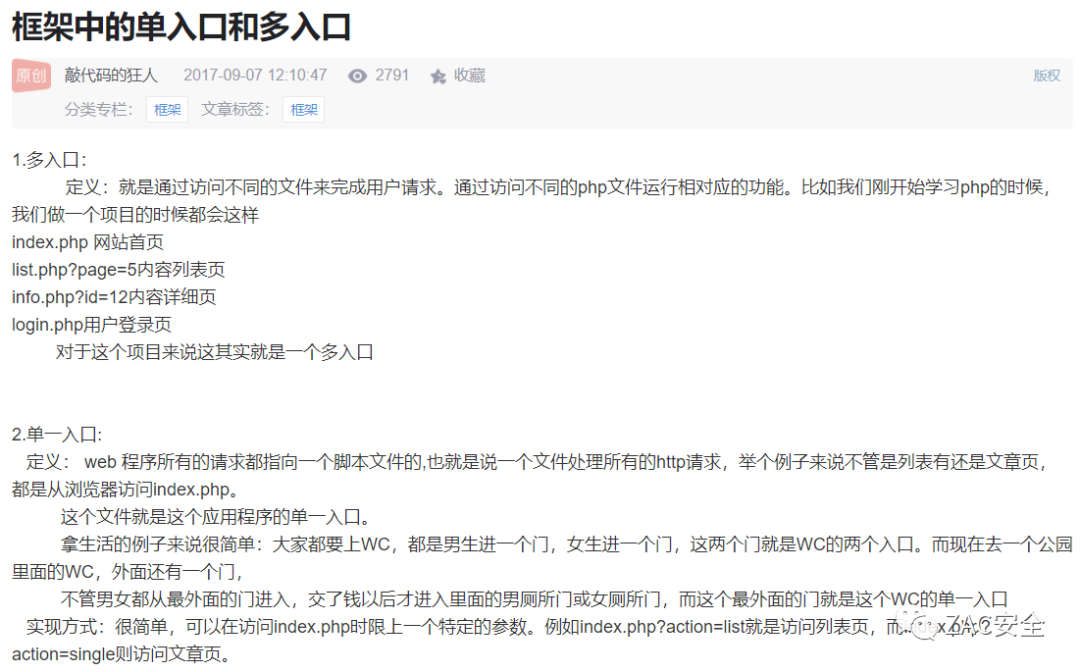 框架中的单入口和多入口
原创 敲代码的狂人 2017-09-07 12:10:47 2791 收藏 版权
分类专栏： 框架 文章标签： 框架
1.多入口：
定义：就是通过访问不同的文件来完成用户请求。通过访问不同的php文件运行相对应的功能。比如我们刚开始学习php的时候，
我们做一个项目的时候都会这样
index.php 网站首页
list.php?page=5内容列表页
info.php?id=12内容详细页
login.php用户登录页
对于这个项目来说这其实就是一个多入口
2.单一入口:
定义： web 程序所有的请求都指向一个脚本文件的,也就是说一个文件处理所有的http请求，举个例子来说不管是列表有还是文章页，
都是从浏览器访问index.php。
这个文件就是这个应用程序的单一入口。
拿生活的例子来说很简单：大家都要上WC，都是男生进一个门，女生进一个门，这两个门就是WC的两个入口。而现在去一个公园
里面的WC，外面还有一个门，
不管男女都从最外面的门进入，交了钱以后才进入里面的男厕所门或女厕所门，而这个最外面的门就是这个WC的单一入口
实现方式：很简单，可以在访问index.php时限上一个特定的参数。例如index.php?action=list就是访问列表页，而
ZAC安全
action=single则访问文章页。